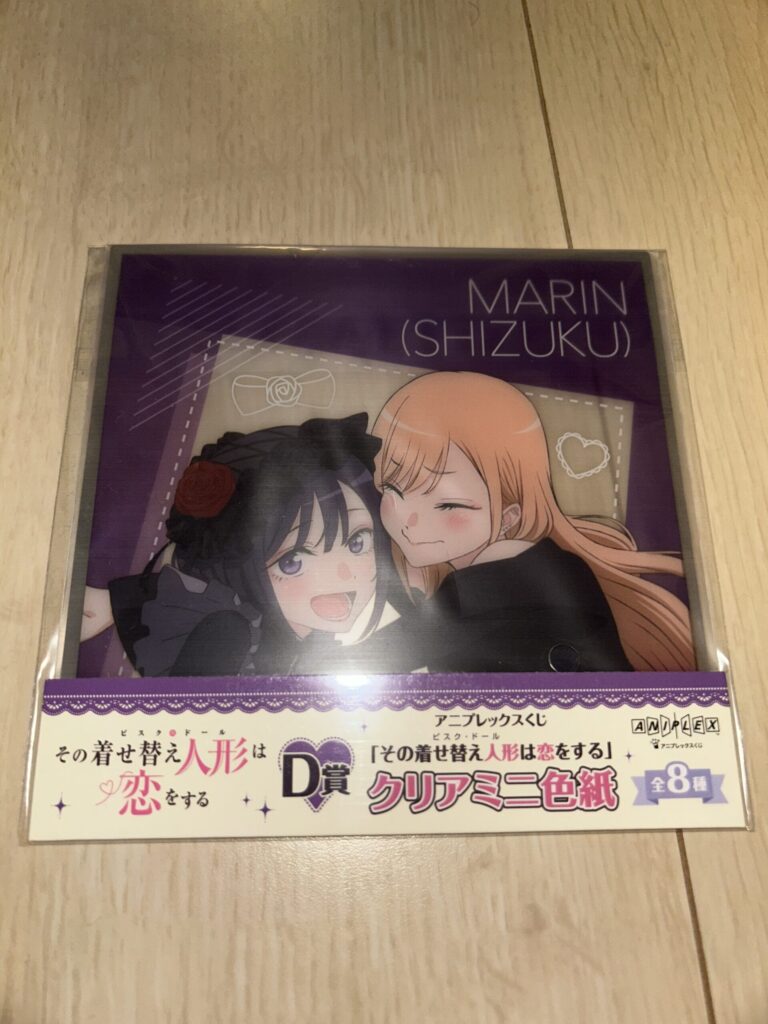 MARIN
(SHIZUKU)
ビスク・ドール
その着せ替え人形は
恋をする
D賞
アニプレックスくじ
ビスク・ドール
「その着せ替え人形は恋をする」
クリアミニ色紙
ANIPLEX
アニプレックスくじ
全8種